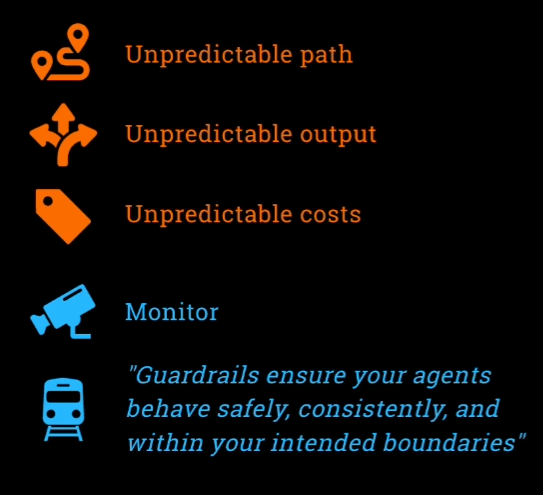 Unpredictable path
Unpredictable output
Unpredictable costs
Monitor
"Guardrails ensure your agents
behave safely, consistently, and
within your intended boundaries"